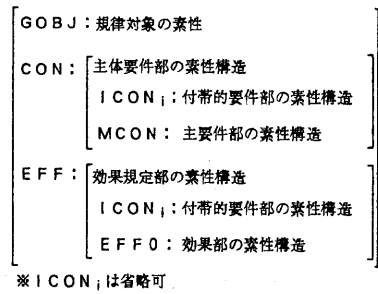 GOBJ：規律対象の素性
CON：主体要件部の素性構造
ICONi：付帯的要件部の素性構造
MCON：主要件部の素性構造
EFF：効果規定部の素性構造
ICONi：付帯的要件部の素性構造
EFF0：効果部の素性構造
※ICONiは省略可